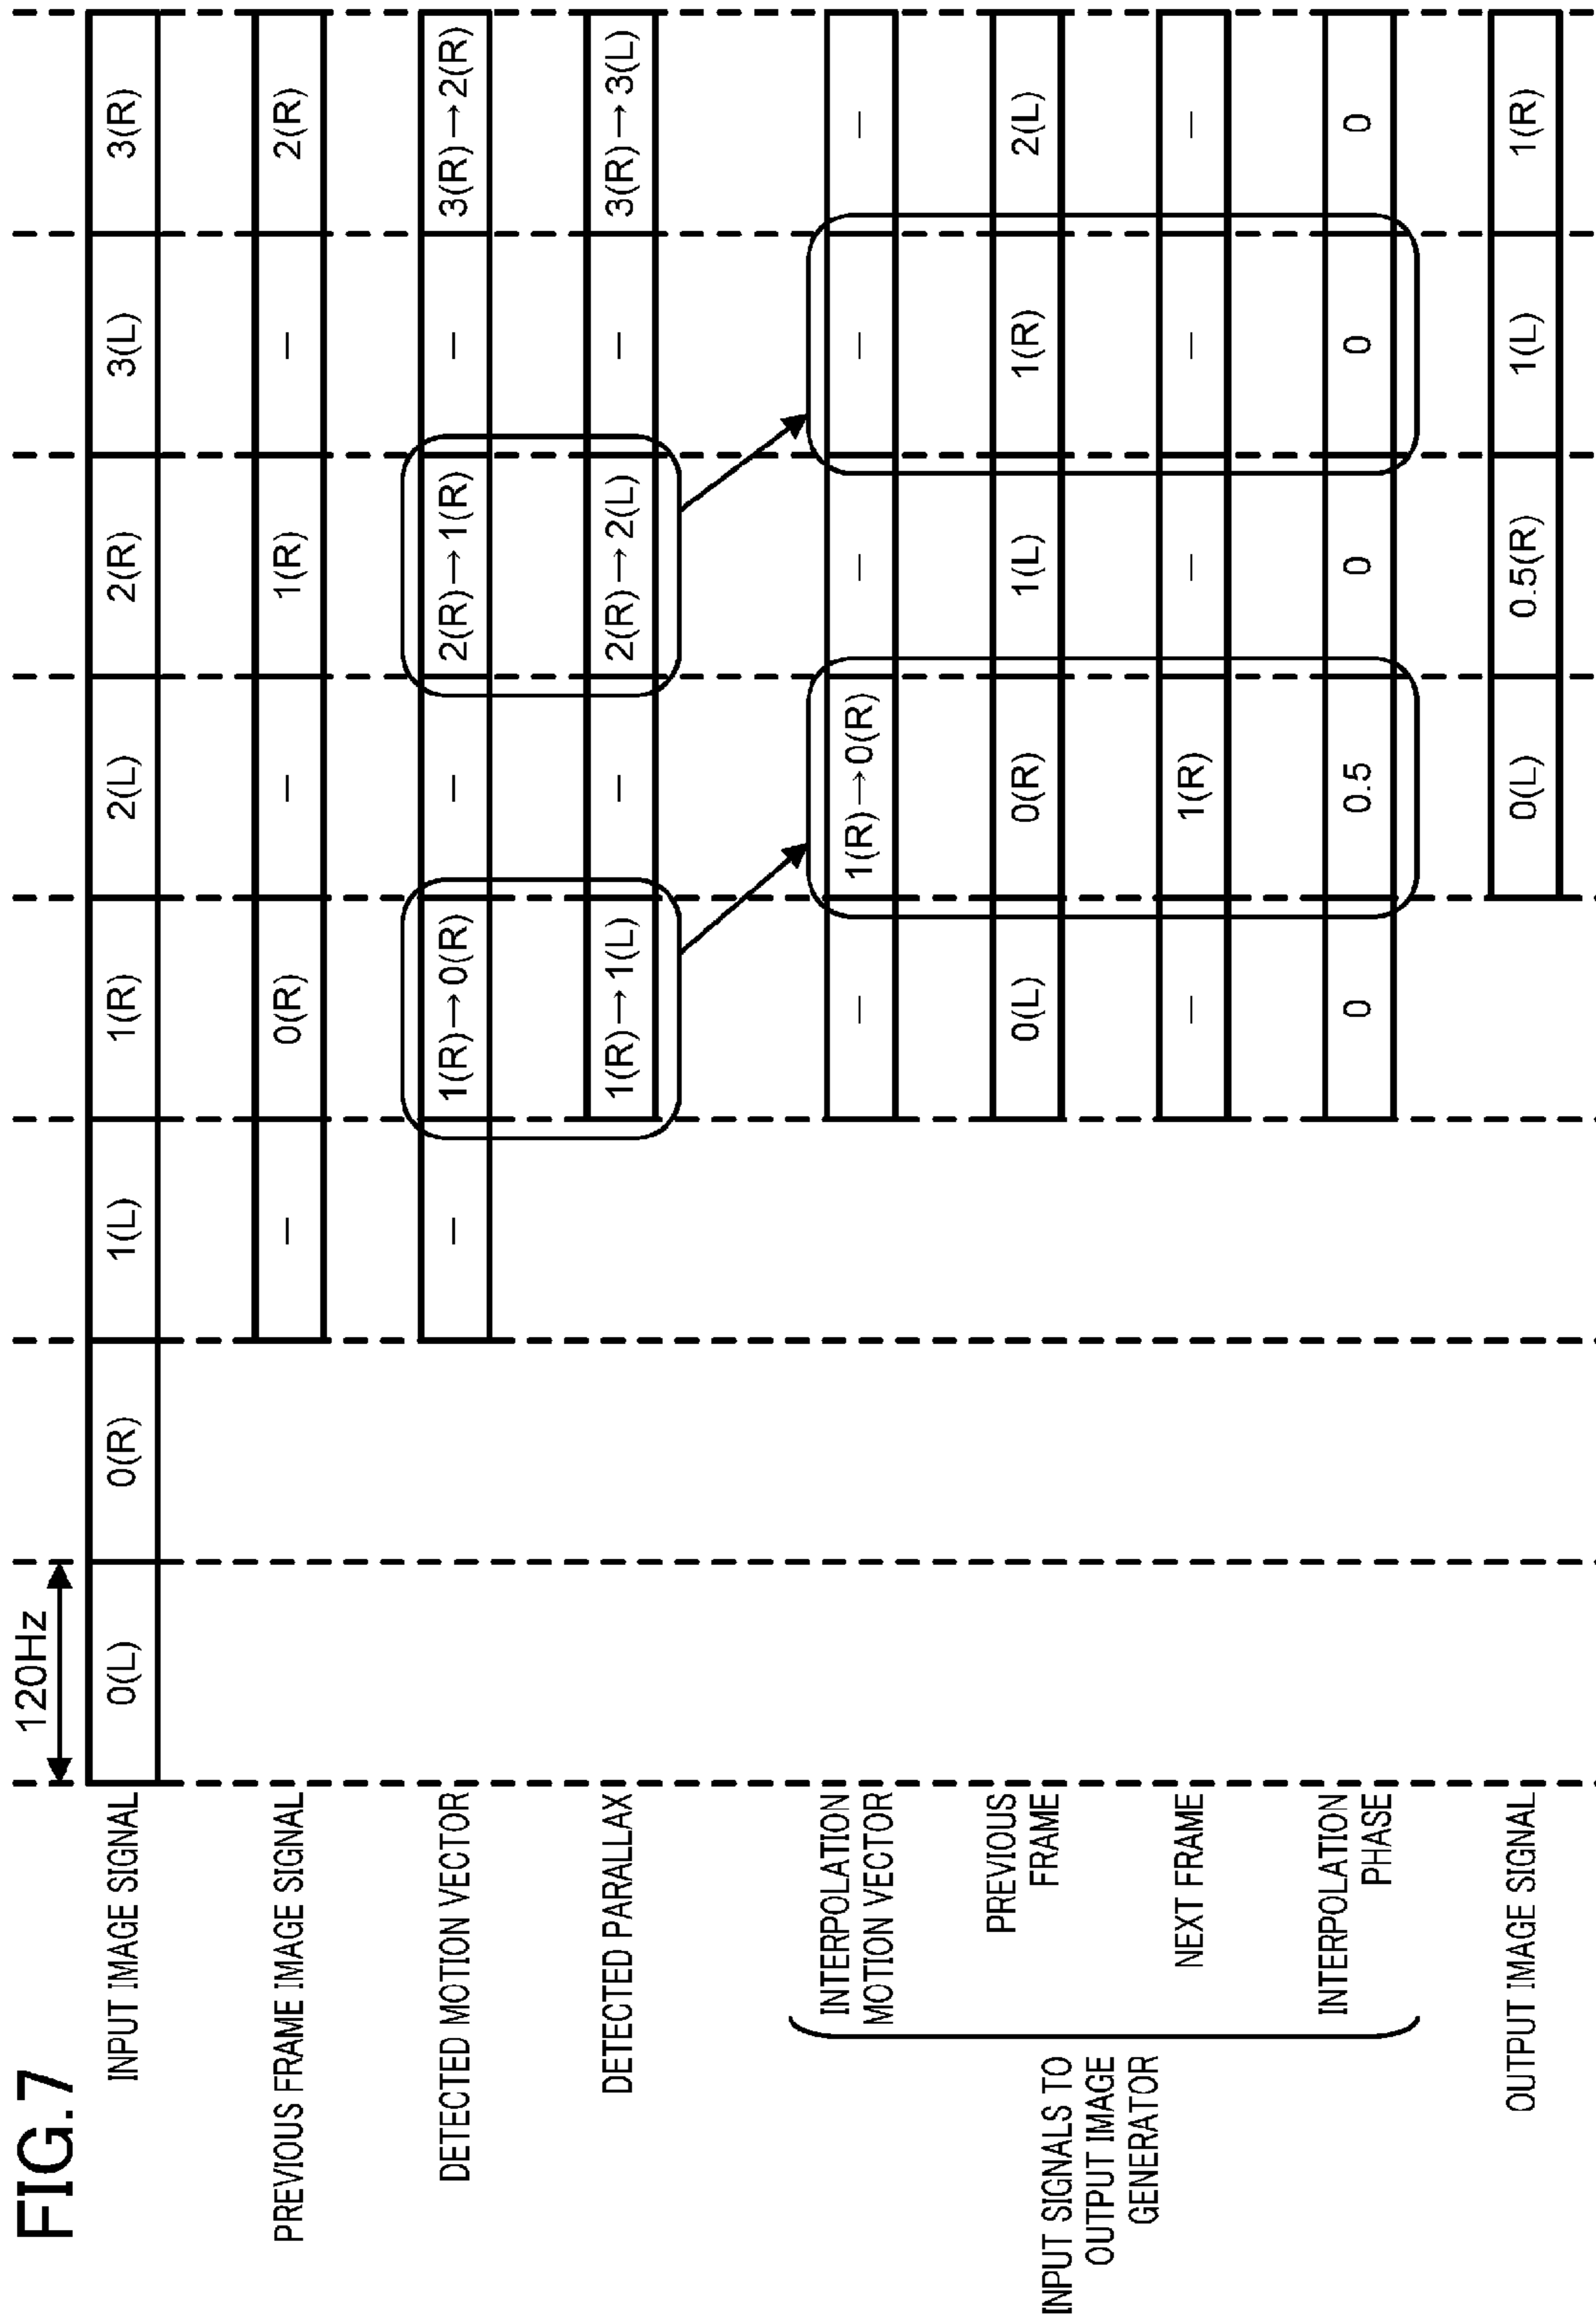 FIG.7
120Hz
INPUT IMAGE SIGNAL
0(L) 0(R) 1(L) 1(R) 2(L) 2(R) 3(L) 3(R)
PREVIOUS FRAME IMAGE SIGNAL
— 0(R) — 1(R) — 2(R)
DETECTED MOTION VECTOR
— 1(R)→0(R) — 2(R)→1(R) — 3(R)→2(R)
DETECTED PARALLAX
1(R)→1(L) — 2(R)→2(L) — 3(R)→3(L)
INPUT SIGNALS TO
OUTPUT IMAGE
GENERATOR
INTERPOLATION
MOTION VECTOR
— 1(R)→0(R) — — —
PREVIOUS
FRAME
0(L) 0(R) 1(L) 1(R) 2(L)
NEXT FRAME
— 1(R) — — —
INTERPOLATION
PHASE
0 0.5 0 0 0
OUTPUT IMAGE SIGNAL
0(L) 0.5(R) 1(L) 1(R)